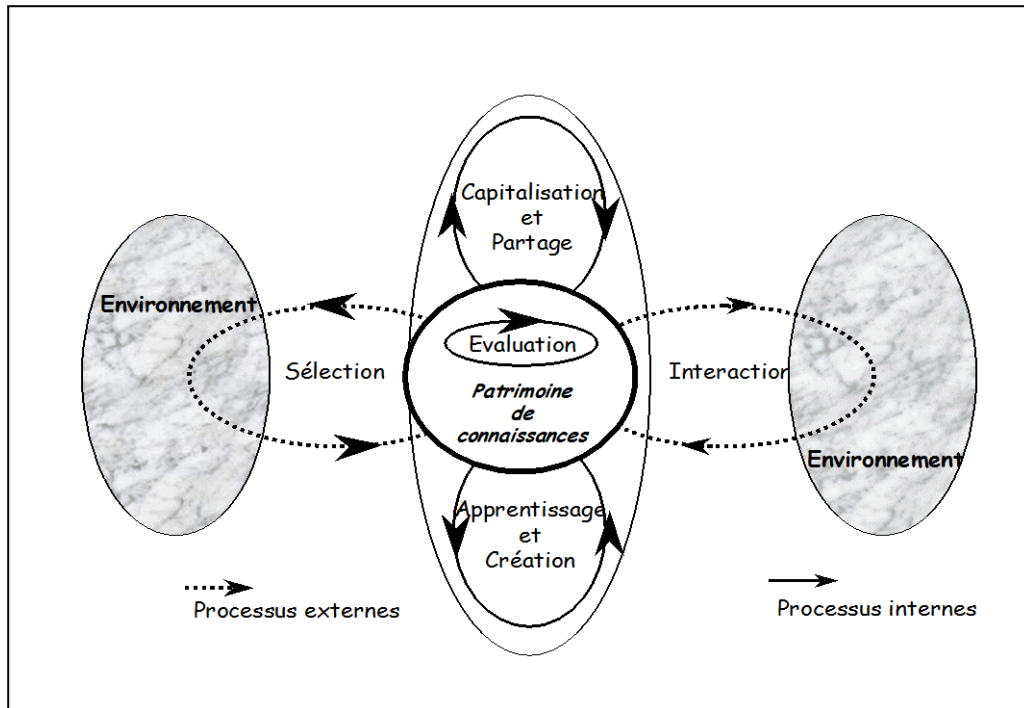 Capitalisation
et
Partage
Environnement
Sélection
Evaluation
Patrimoine
de
connaissances
Interaction
Environnement
Apprentissage
et
Création
Processus externes
Processus internes